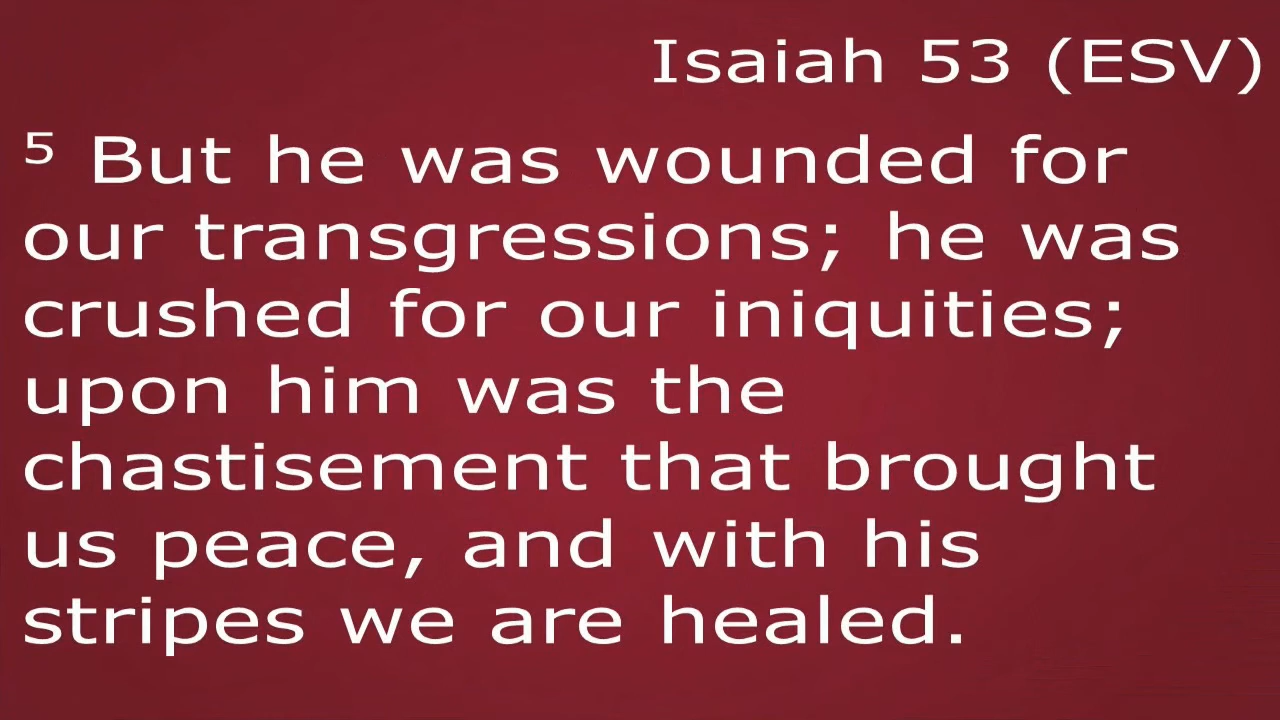 Isaiah 53 (ESV)
5 But he was wounded for
our transgressions; he was
crushed for our iniquities;
upon him was the
chastisement that brought
us peace, and with his
stripes we are healed.